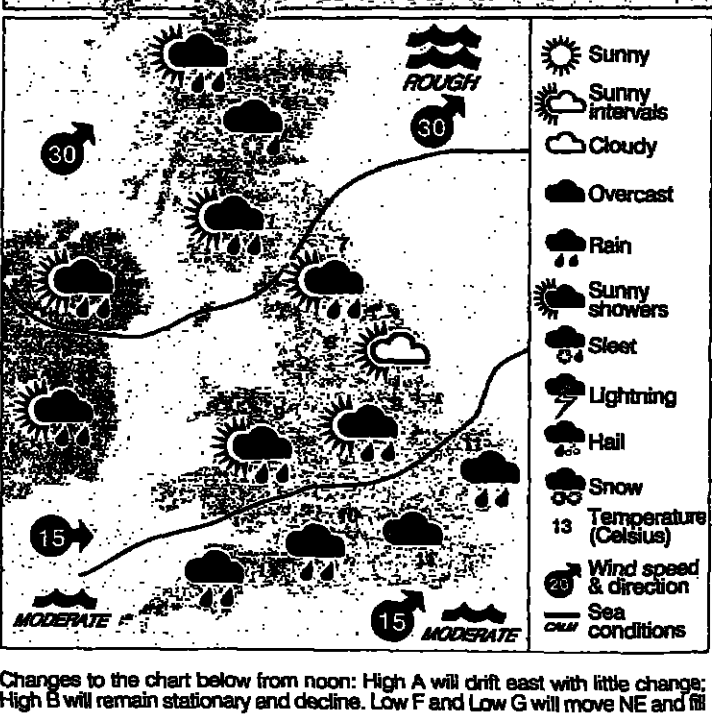 ROUGH
30
30
7
15
MODERATE
15
MODERATE
Sunny
Sunny
intervals
Cloudy
Overcast
Rain
Sunny
showers
Sleet
Lightning
Hail
Snow
13 Temperature
(Celsius)
20 Wind speed
& direction
CALM Sea
conditions
Changes to the chart below from noon: High A will drift east with little change;
High B will remain stationary and decline. Low F and Low G will move NE and fill